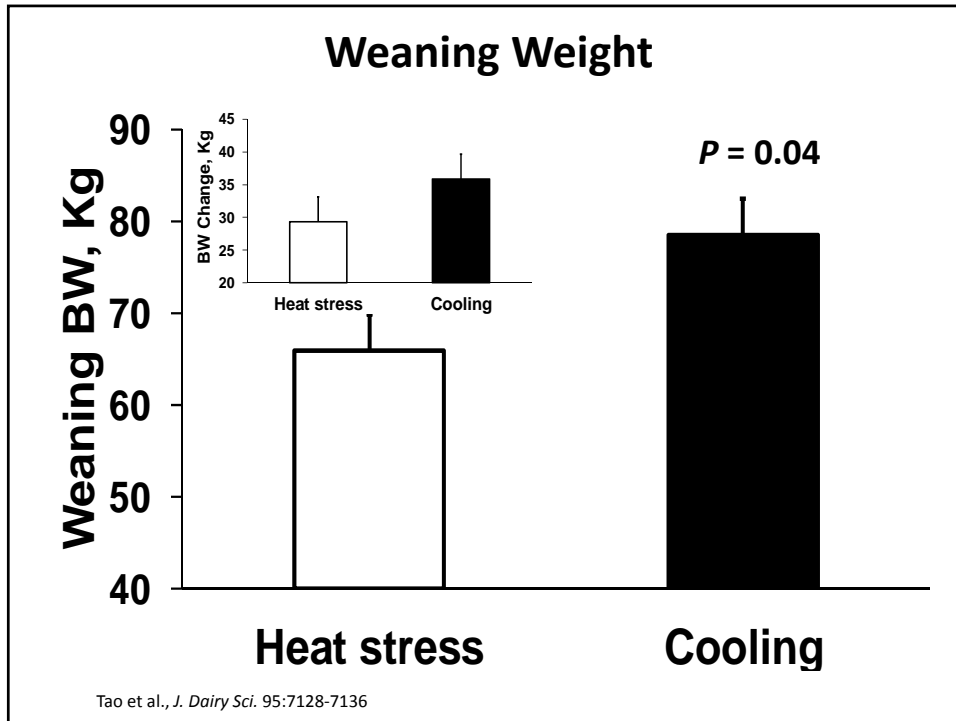 Weaning Weight
Weaning BW, Kg
90
80
70
60
50
40
BW Change, Kg
45
40
35
30
25
20
Heat stress
Cooling
P = 0.04
Heat stress
Cooling
Tao et al., J. Dairy Sci. 95:7128-7136